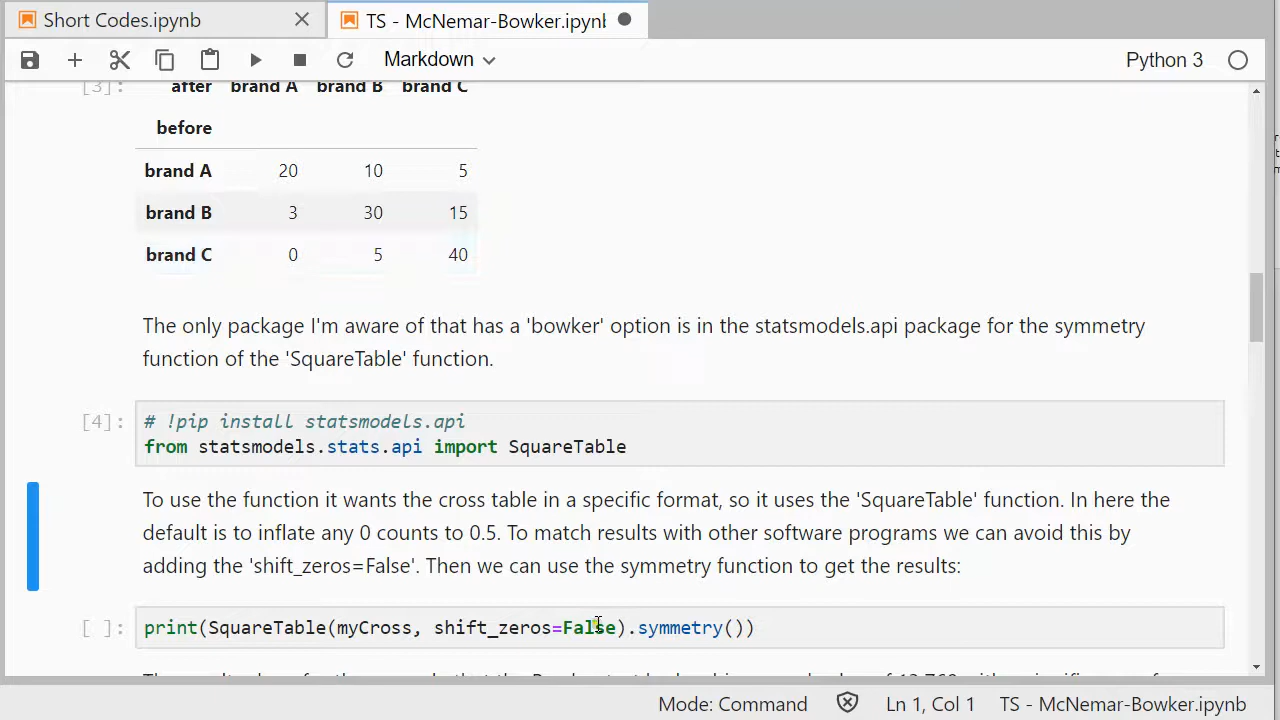 Short Codes.ipynb
TS - McNemar-Bowker.ipynb
Markdown
Python 3
[3]: after brand A brand B brand C
before
brand A 20 10 5
brand B 3 30 15
brand C 0 5 40
The only package I'm aware of that has a 'bowker' option is in the statsmodels.api package for the symmetry
function of the 'SquareTable' function.
[4]: # !pip install statsmodels.api
from statsmodels.stats.api import SquareTable
To use the function it wants the cross table in a specific format, so it uses the 'SquareTable' function. In here the
default is to inflate any 0 counts to 0.5. To match results with other software programs we can avoid this by
adding the 'shift_zeros=False'. Then we can use the symmetry function to get the results:
[ ]: print(SquareTable(myCross, shift_zeros=False).symmetry())
Mode: Command Ln 1, Col 1 TS - McNemar-Bowker.ipynb